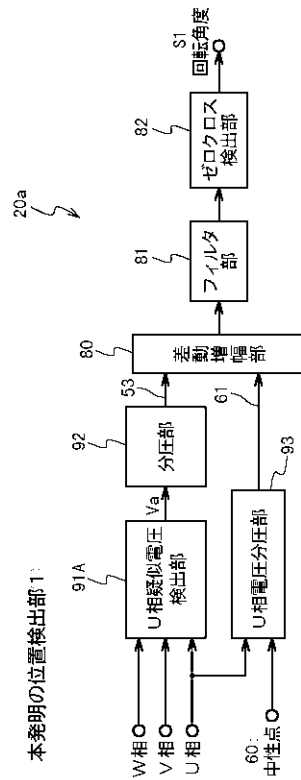 本発明の位置検出部1:
20a
W相
V相
U相
60:
中性点
91A
U相疑似電圧
検出部
Va
92
分圧部
53
93
U相電圧分圧部
61
80
差動増幅部
81
フィルタ
部
82
ゼロクロス
検出部
S1
回転角度